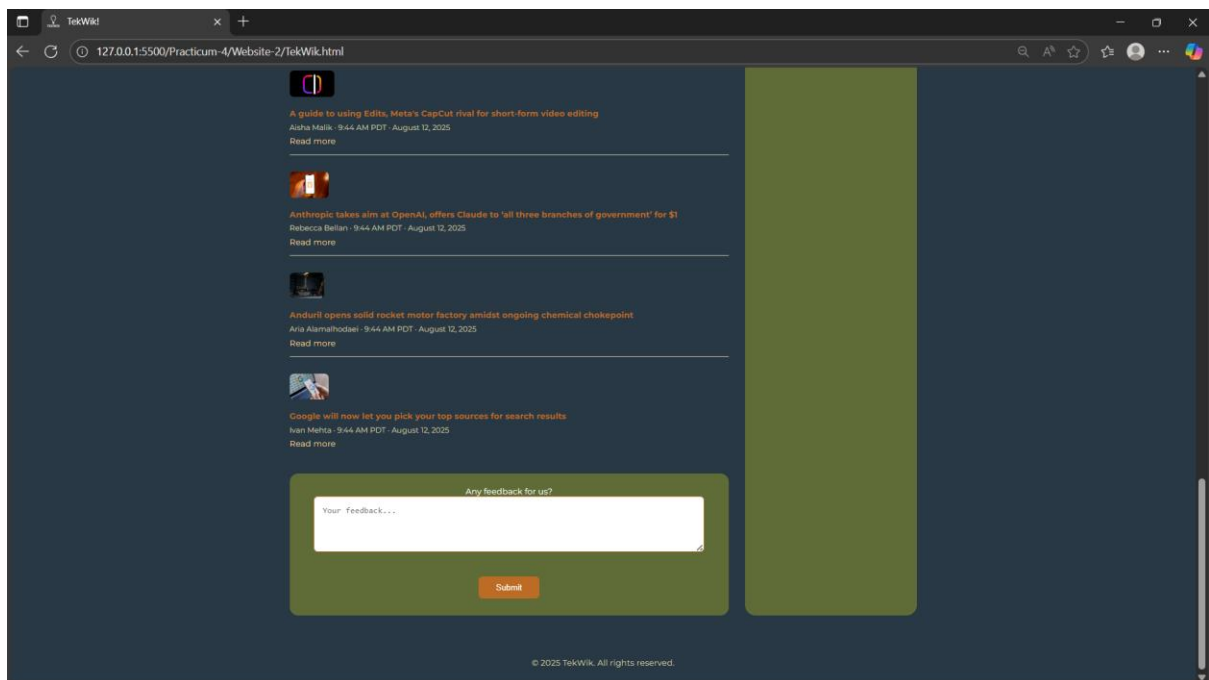 TekWik!
127.0.0.1:5500/Practicum-4/Website-2/TekWik.html
A guide to using Edits, Meta's CapCut rival for short-form video editing
Aisha Malik · 9:44 AM PDT · August 12, 2025
Read more
Anthropic takes aim at OpenAI, offers Claude to 'all three branches of government' for $1
Rebecca Bellan · 9:44 AM PDT · August 12, 2025
Read more
Anduril opens solid rocket motor factory amidst ongoing chemical chokepoint
Aria Alamalhodaei · 9:44 AM PDT · August 12, 2025
Read more
Google will now let you pick your top sources for search results
Ivan Mehta · 9:44 AM PDT · August 12, 2025
Read more
Any feedback for us?
Your feedback...
Submit
© 2025 TekWik. All rights reserved.